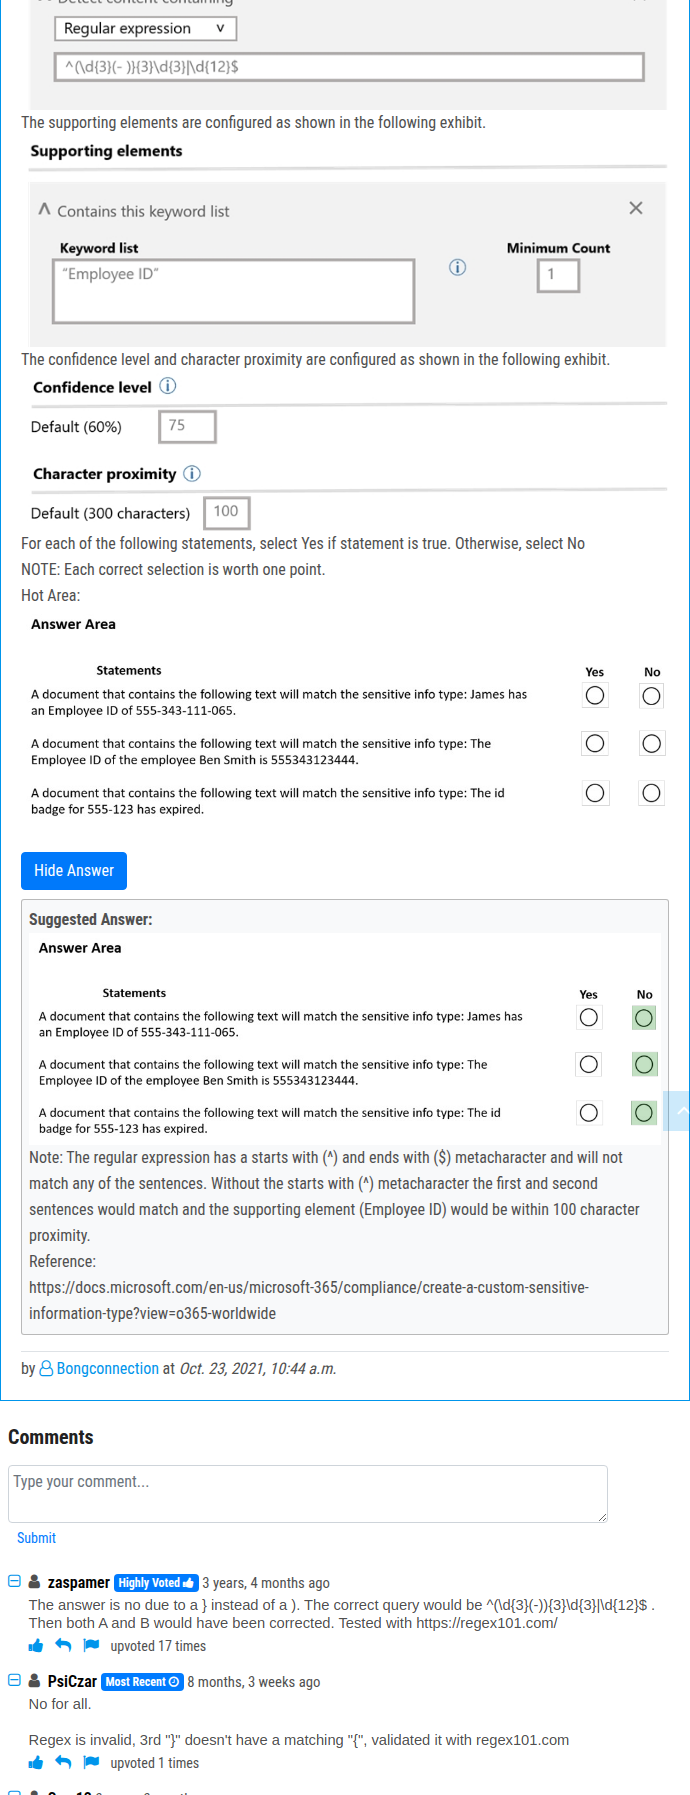 Detect content containing
Regular expression v
^(\d{3}(- )}{3}\d{3}|\d{12}$
The supporting elements are configured as shown in the following exhibit.
Supporting elements
Contains this keyword list
Keyword list
Minimum Count
"Employee ID"
1
The confidence level and character proximity are configured as shown in the following exhibit.
Confidence level
Default (60%) 75
Character proximity
Default (300 characters) 100
For each of the following statements, select Yes if statement is true. Otherwise, select No
NOTE: Each correct selection is worth one point.
Hot Area:
Answer Area
Statements Yes No
A document that contains the following text will match the sensitive info type: James has
an Employee ID of 555-343-111-065.
A document that contains the following text will match the sensitive info type: The
Employee ID of the employee Ben Smith is 555343123444.
A document that contains the following text will match the sensitive info type: The id
badge for 555-123 has expired.
Hide Answer
Suggested Answer:
Answer Area
Statements Yes No
A document that contains the following text will match the sensitive info type: James has
an Employee ID of 555-343-111-065.
A document that contains the following text will match the sensitive info type: The
Employee ID of the employee Ben Smith is 555343123444.
A document that contains the following text will match the sensitive info type: The id
badge for 555-123 has expired.
Note: The regular expression has a starts with (^) and ends with ($) metacharacter and will not
match any of the sentences. Without the starts with (^) metacharacter the first and second
sentences would match and the supporting element (Employee ID) would be within 100 character
proximity.
Reference:
https://docs.microsoft.com/en-us/microsoft-365/compliance/create-a-custom-sensitive-
information-type?view=o365-worldwide
by Bongconnection at Oct. 23, 2021, 10:44 a.m.
Comments
Type your comment...
Submit
zaspamer Highly Voted 3 years, 4 months ago
The answer is no due to a } instead of a ). The correct query would be ^(\d{3}(-)){3}\d{3}|\d{12}$ .
Then both A and B would have been corrected. Tested with https://regex101.com/
upvoted 17 times
PsiCzar Most Recent 8 months, 3 weeks ago
No for all.
Regex is invalid, 3rd "}" doesn't have a matching "{", validated it with regex101.com
upvoted 1 times